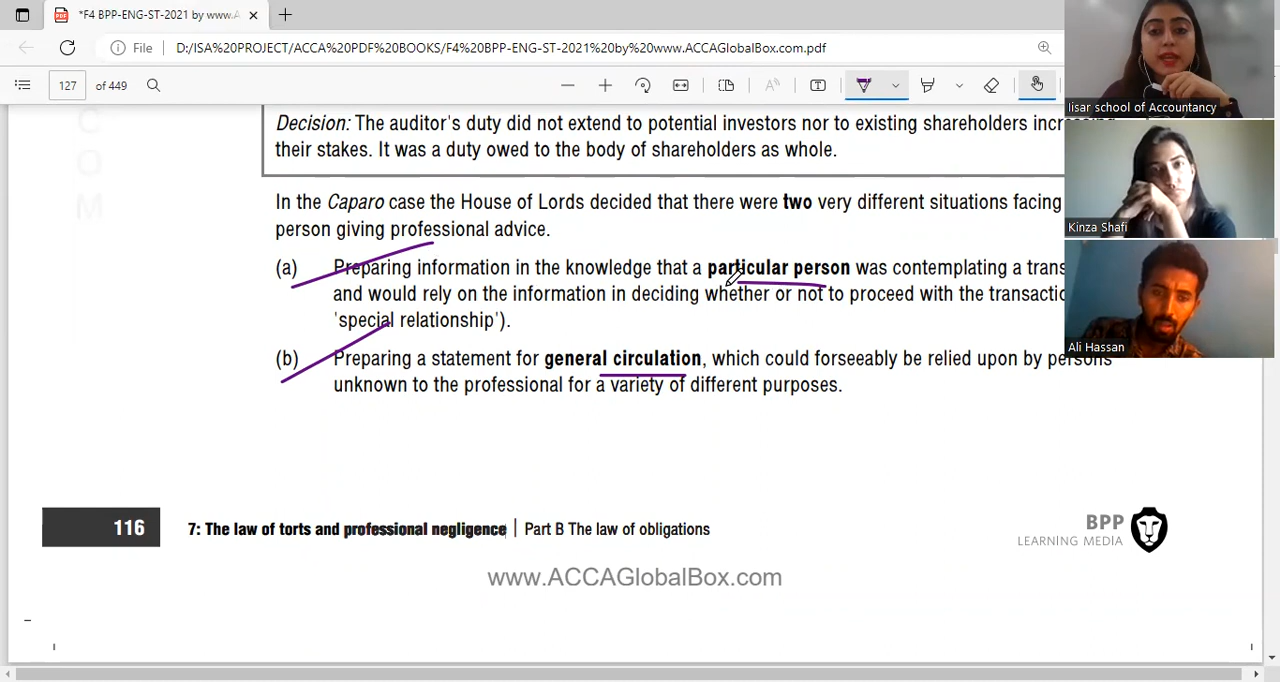 *F4 BPP-ENG-ST-2021 by www.A
File
D:/ISA%20PROJECT/ACCA%20PDF%20BOOKS/F4%20BPP-ENG-ST-2021%20by%20www.ACCAGlobalBox.com.pdf
127 of 449
C
O
M
Decision: The auditor's duty did not extend to potential investors nor to existing shareholders
their stakes. It was a duty owed to the body of shareholders as whole.
In the Caparo case the House of Lords decided that there were two very different situations facing
person giving professional advice.
(a) Preparing information in the knowledge that a particular person was contemplating a
and would rely on the information in deciding whether or not to proceed with the
'special relationship').
(b) Preparing a statement for general circulation, which could forseeably be relied upon by persons
unknown to the professional for a variety of different purposes.
116 7: The law of torts and professional negligence | Part B The law of obligations
BPP
LEARNING MEDIA
www.ACCAGlobalBox.com
lisar school of Accountancy
Kinza Shafi
Ali Hassan